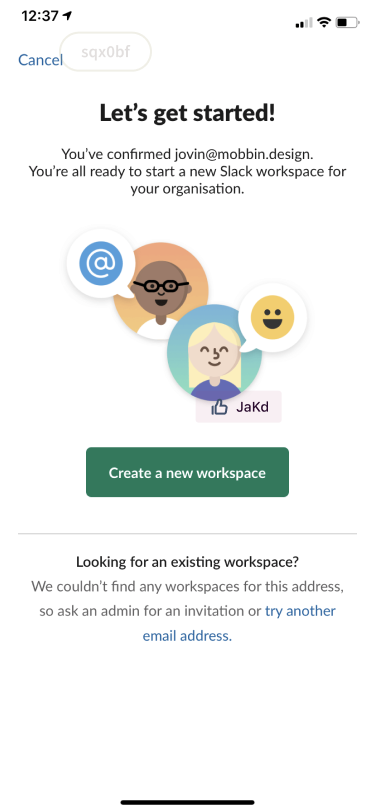 12:37
Cancel
sqx0bf
Let's get started!
You've confirmed jovin@mobbin.design.
You're all ready to start a new Slack workspace for
your organisation.
@
JaKd
Create a new workspace
Looking for an existing workspace?
We couldn't find any workspaces for this address,
so ask an admin for an invitation or try another
email address.